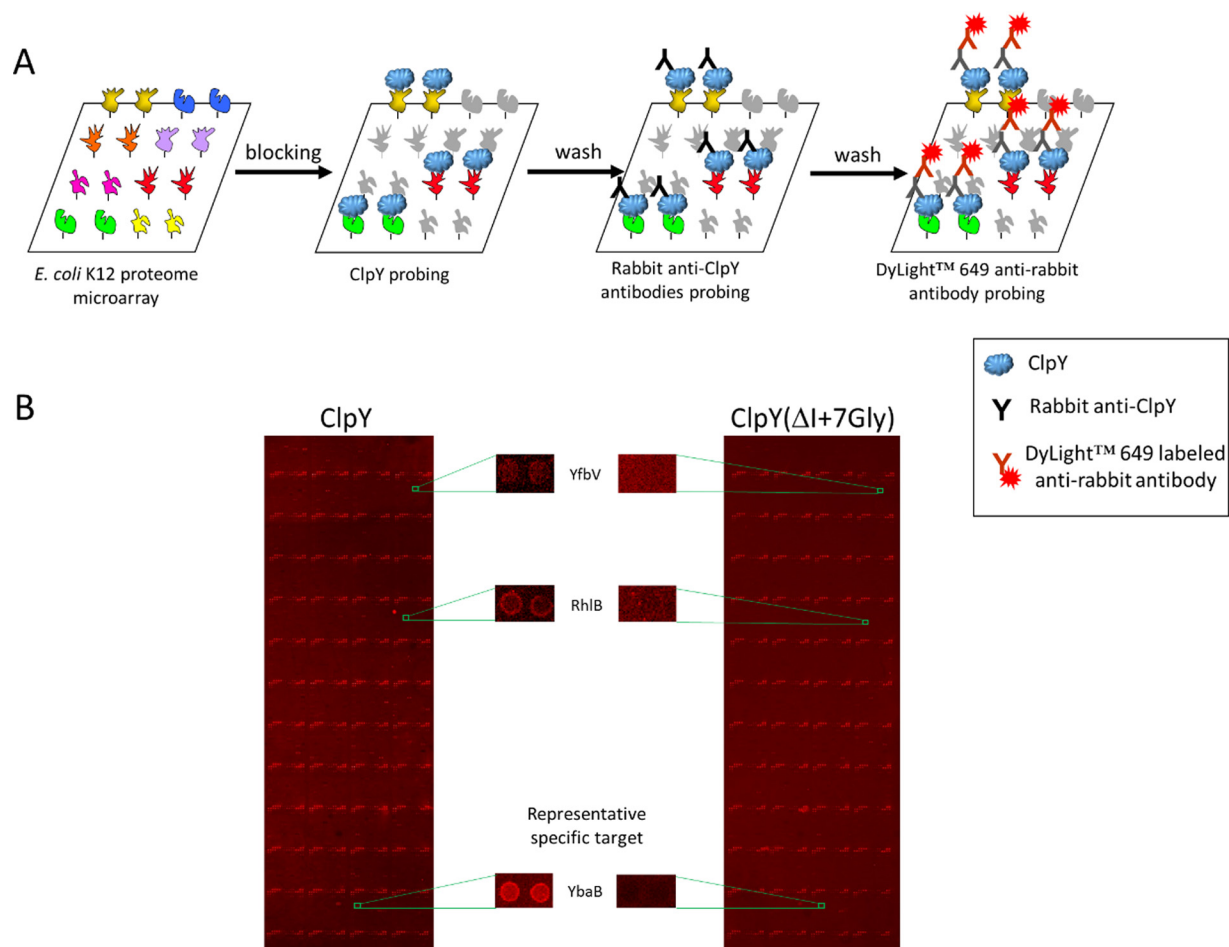 A
blocking
wash
wash
E. coli K12 proteome
microarray
ClpY probing
Rabbit anti-ClpY
antibodies probing
DyLight™ 649 anti-rabbit
antibody probing
ClpY
Rabbit anti-ClpY
DyLight™ 649 labeled
anti-rabbit antibody
B
ClpY
ClpY(ΔI+7Gly)
YfbV
RhlB
Representative
specific target
YbaB